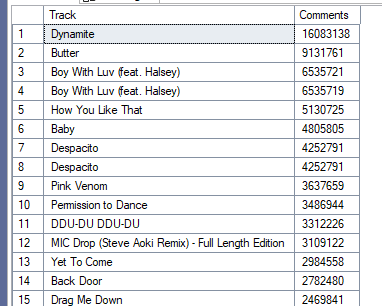 Track Comments
1 Dynamite 16083138
2 Butter 9131761
3 Boy With Luv (feat. Halsey) 6535721
4 Boy With Luv (feat. Halsey) 6535719
5 How You Like That 5130725
6 Baby 4805805
7 Despacito 4252791
8 Despacito 4252791
9 Pink Venom 3637659
10 Permission to Dance 3486944
11 DDU-DU DDU-DU 3312226
12 MIC Drop (Steve Aoki Remix) - Full Length Edition 3109122
13 Yet To Come 2984558
14 Back Door 2782480
15 Drag Me Down 2469841